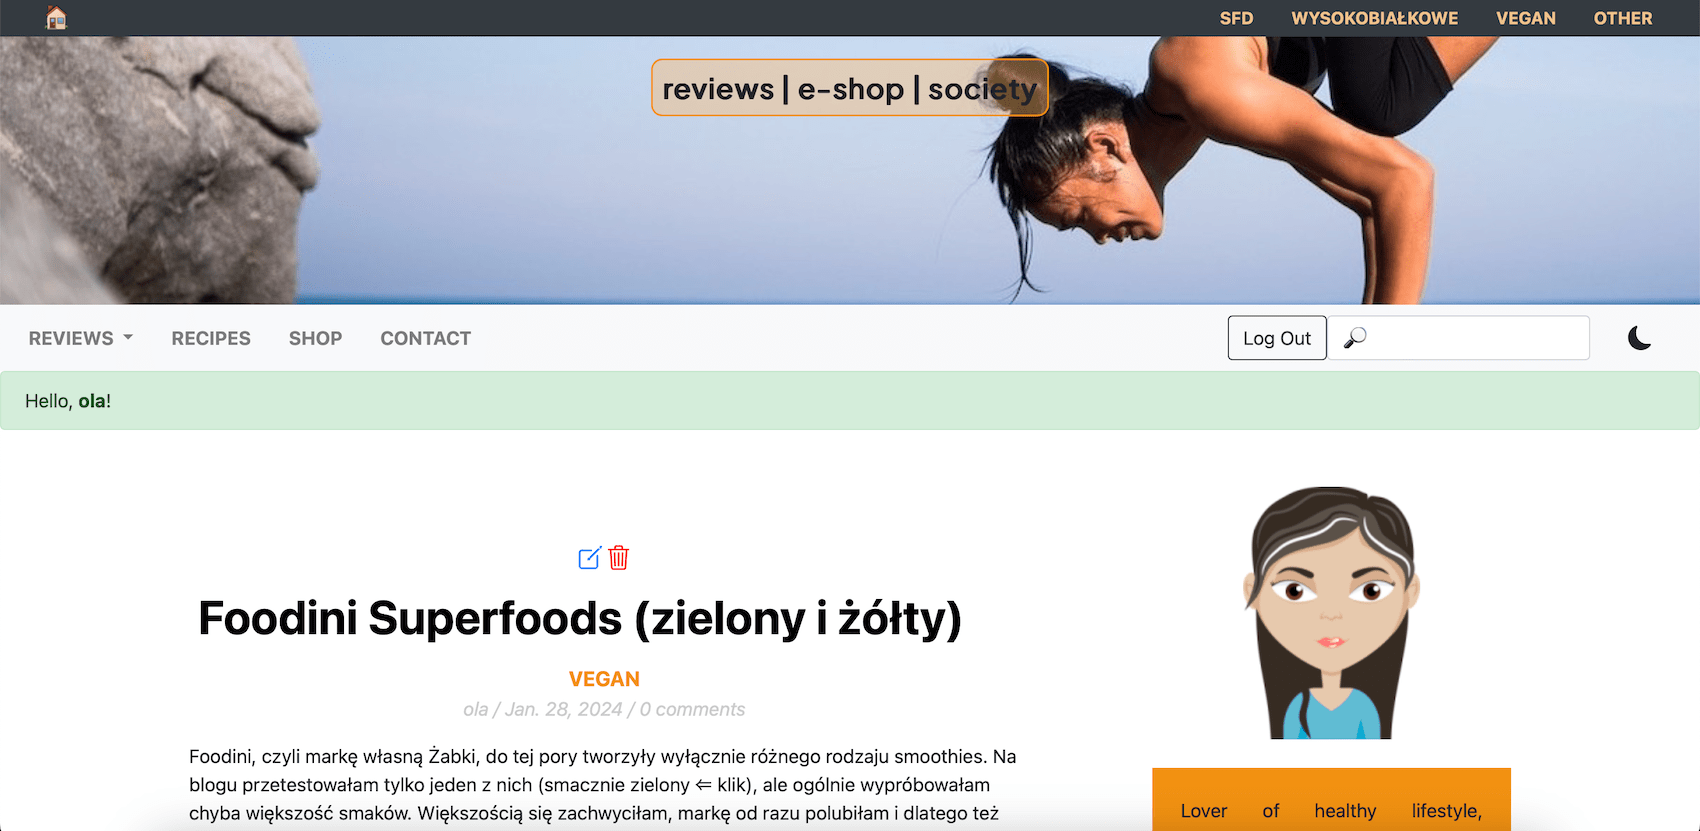 SFD WYSOKOBIAŁKOWE VEGAN OTHER
reviews | e-shop | society
REVIEWS RECIPES SHOP CONTACT Log Out
Hello, ola!
Foodini Superfoods (zielony i żółty)
VEGAN
ola / Jan. 28, 2024 / 0 comments
Foodini, czyli markę własną Żabki, do tej pory tworzyły wyłącznie różnego rodzaju smoothies. Na
blogu przetestowałam tylko jeden z nich (smacznie zielony ⇐ klik), ale ogólnie wypróbowałam
chyba większość smaków. Większością się zachwyciłam, markę od razu polubiłam i dlatego też
Lover of healthy lifestyle,